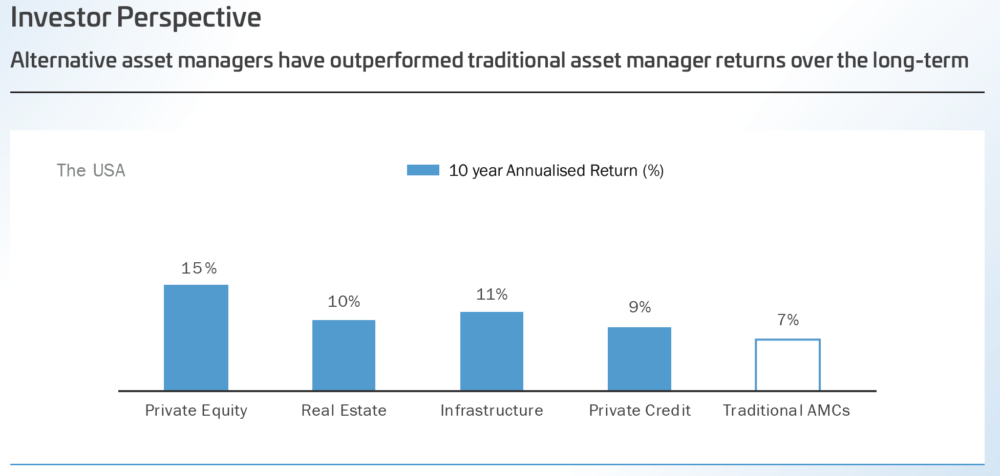 Investor Perspective
Alternative asset managers have outperformed traditional asset manager returns over the long-term
The USA
10 year Annualised Return (%)
15%
10%
11%
9%
7%
Private Equity
Real Estate
Infrastructure
Private Credit
Traditional AMCs